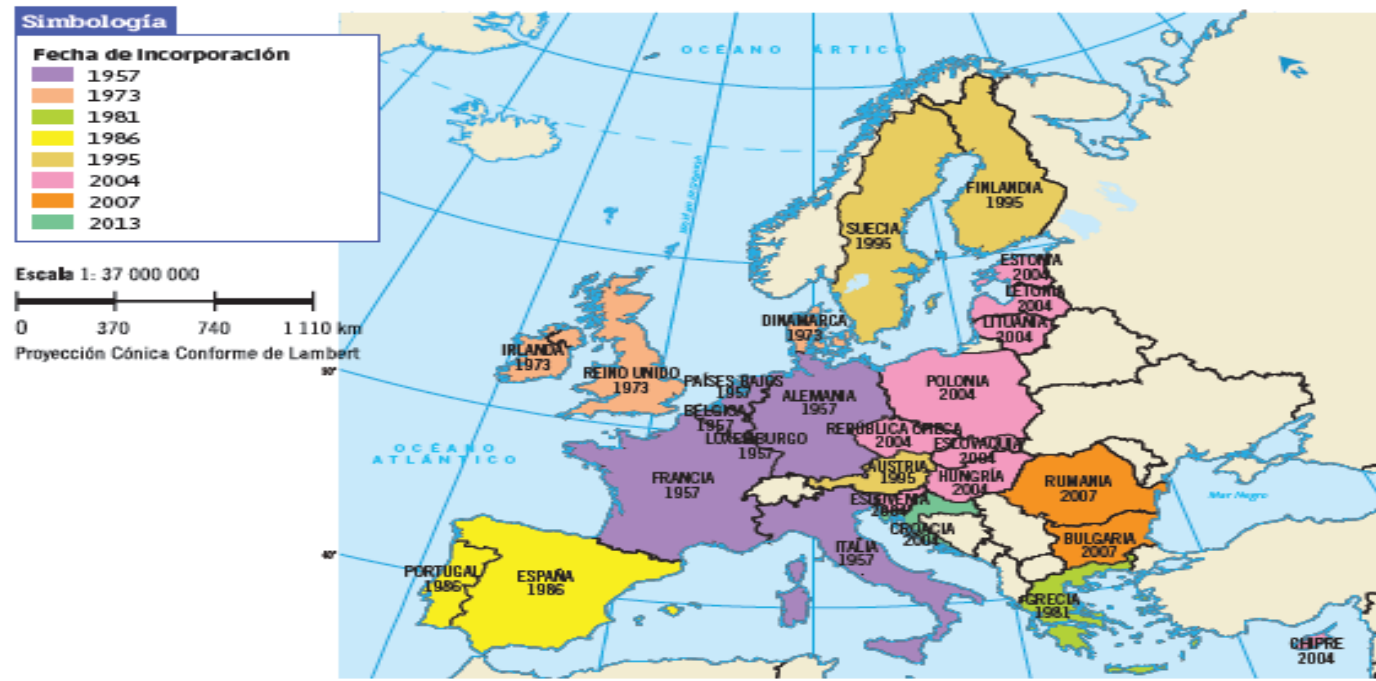 Simbología
Fecha de Incorporación
1957
1973
1981
1986
1995
2004
2007
2013
Escala 1: 37 000 000
0 370 740 1 110 km
Proyección Cónica Conforme de Lambert
OCÉANO ÁRTICO
N
FINLANDIA
1995
SUECIA
1995
ESTONIA
2004
LETONIA
2004
LITUANIA
2004
DINAMARCA
1973
IRLANDA
1973
REINO UNIDO
1973
PAÍSES BAJOS
1957
ALEMANIA
1957
POLONIA
2004
BÉLGICA
1957
LUXEMBURGO
1957
REPÚBLICA CHECA
2004
ESLOVAQUIA
2004
OCÉANO
ATLÁNTICO
FRANCIA
1957
AUSTRIA
1995
HUNGRÍA
2004
RUMANIA
2007
Mar Negro
ESLOVENIA
2004
CROACIA
2004
BULGARIA
2007
ITALIA
1957
40°
PORTUGAL
1986
ESPAÑA
1986
GRECIA
1981
CHIPRE
2004